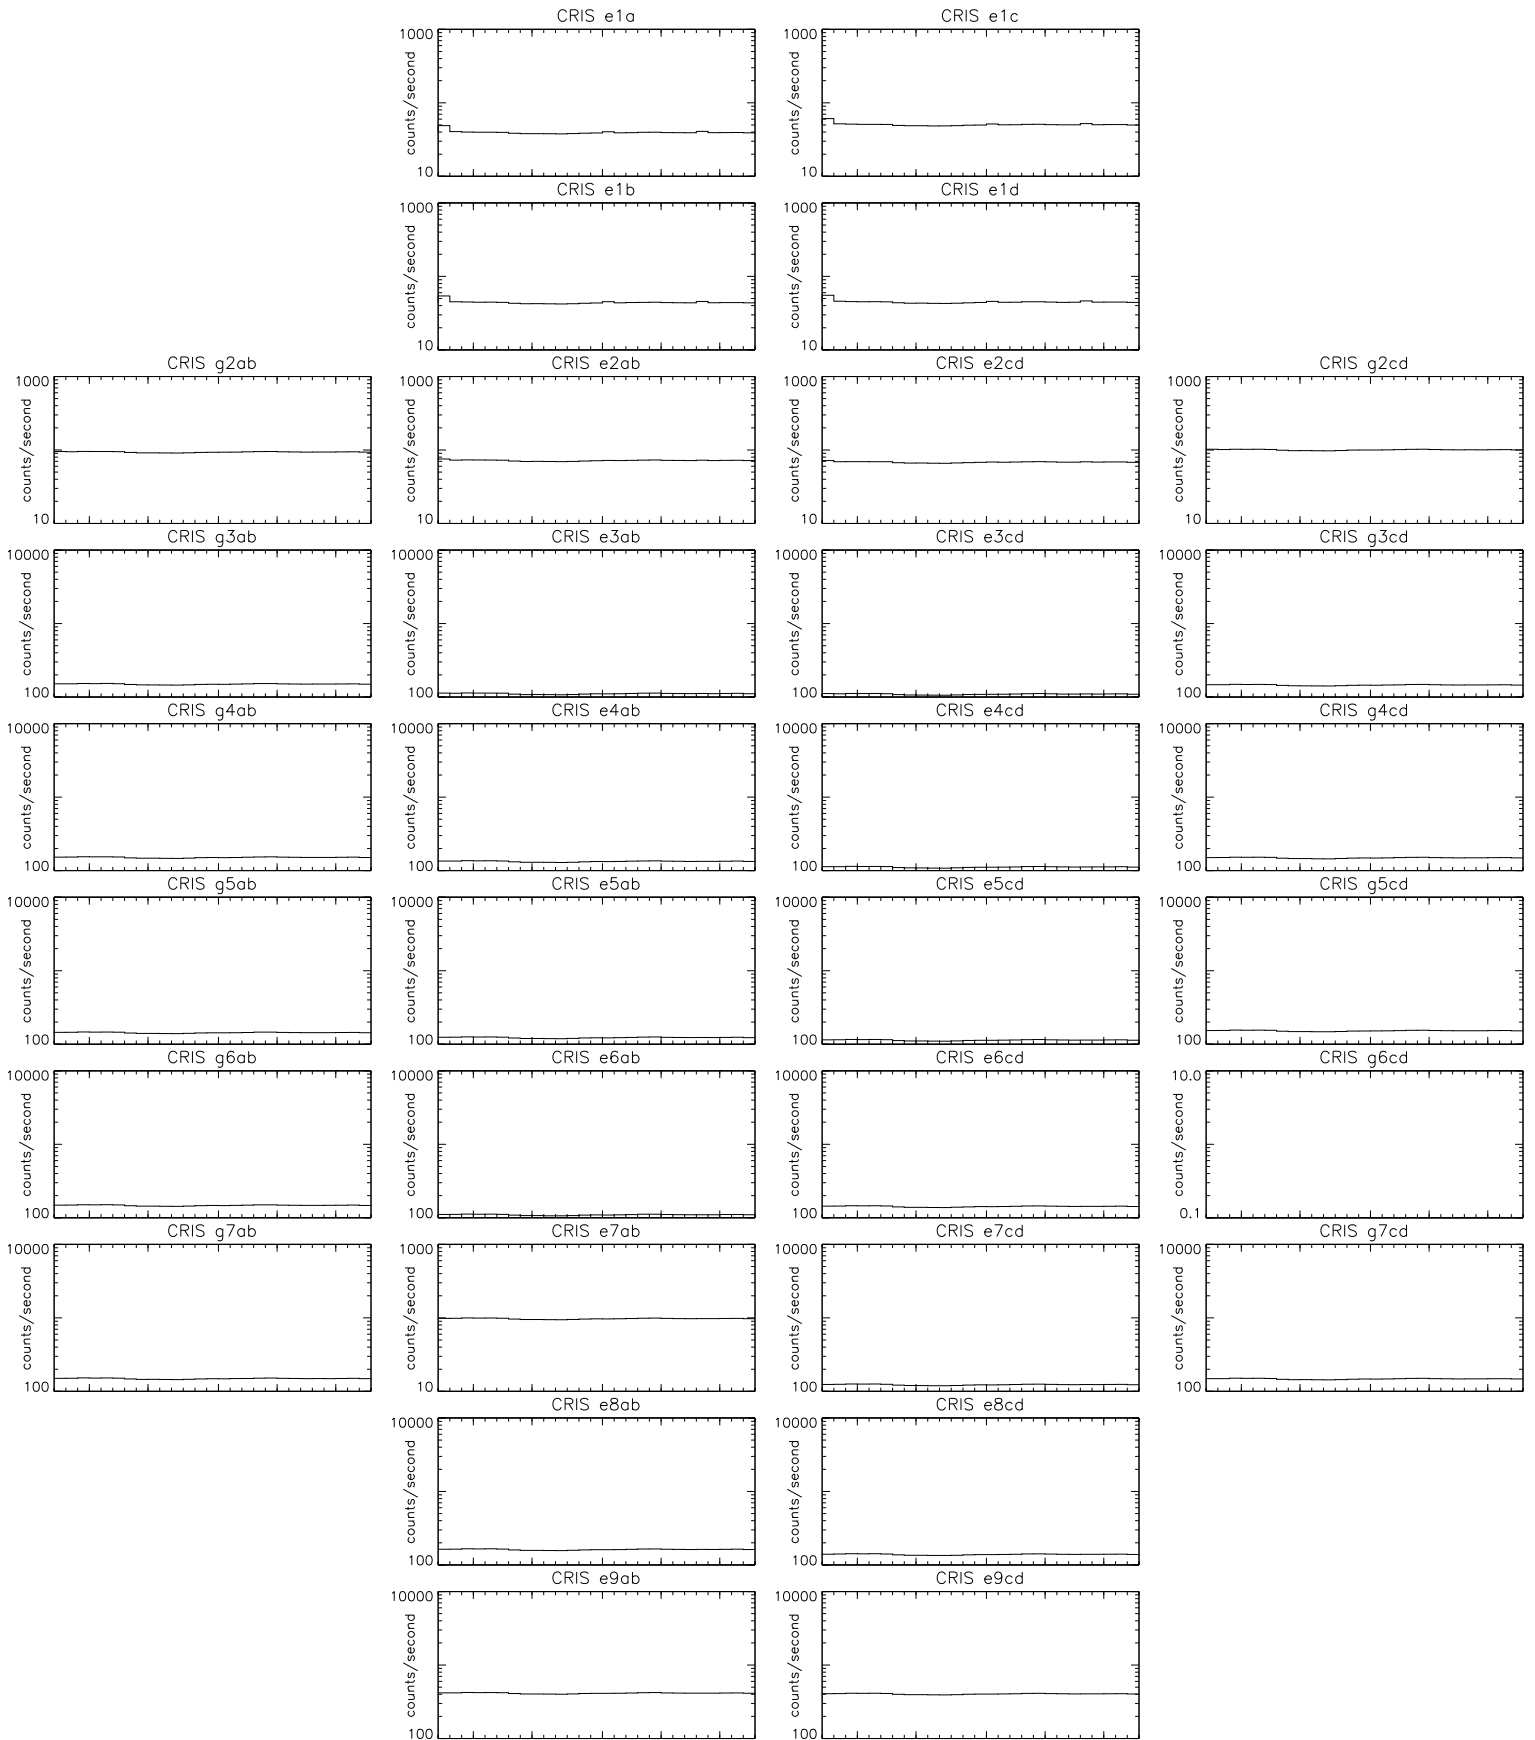 CRIS e1a
1000
counts/second
10
CRIS e1c
1000
counts/second
10
CRIS e1b
1000
counts/second
10
CRIS e1d
1000
counts/second
10
CRIS g2ab
1000
counts/second
10
CRIS e2ab
1000
counts/second
10
CRIS e2cd
1000
counts/second
10
CRIS g2cd
1000
counts/second
10
CRIS g3ab
10000
counts/second
100
CRIS e3ab
10000
counts/second
100
CRIS e3cd
10000
counts/second
100
CRIS g3cd
10000
counts/second
100
CRIS g4ab
10000
counts/second
100
CRIS e4ab
10000
counts/second
100
CRIS e4cd
10000
counts/second
100
CRIS g4cd
10000
counts/second
100
CRIS g5ab
10000
counts/second
100
CRIS e5ab
10000
counts/second
100
CRIS e5cd
10000
counts/second
100
CRIS g5cd
10000
counts/second
100
CRIS g6ab
10000
counts/second
100
CRIS e6ab
10000
counts/second
100
CRIS e6cd
10000
counts/second
100
CRIS g6cd
10.0
counts/second
0.1
CRIS g7ab
10000
counts/second
100
CRIS e7ab
1000
counts/second
10
CRIS e7cd
10000
counts/second
100
CRIS g7cd
10000
counts/second
100
CRIS e8ab
10000
counts/second
100
CRIS e8cd
10000
counts/second
100
CRIS e9ab
10000
counts/second
100
CRIS e9cd
10000
counts/second
100